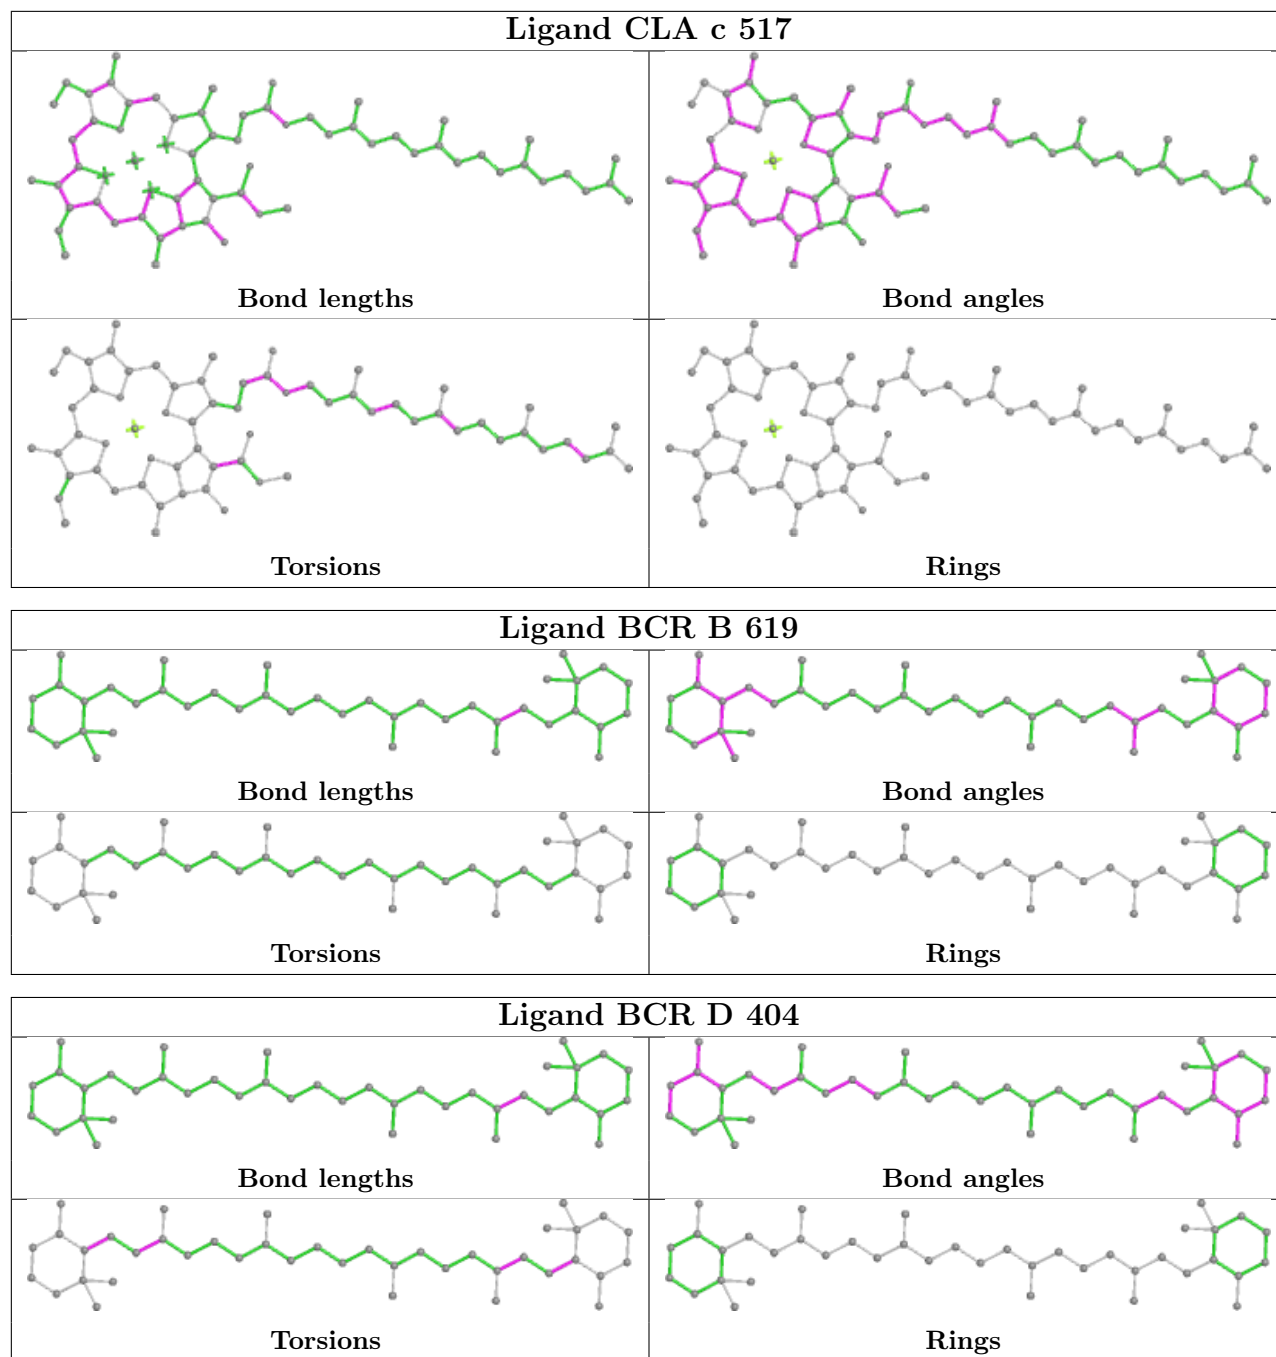 Ligand CLA c 517
Bond lengths
Bond angles
Torsions
Rings
Ligand BCR B 619
Bond lengths
Bond angles
Torsions
Rings
Ligand BCR D 404
Bond lengths
Bond angles
Torsions
Rings